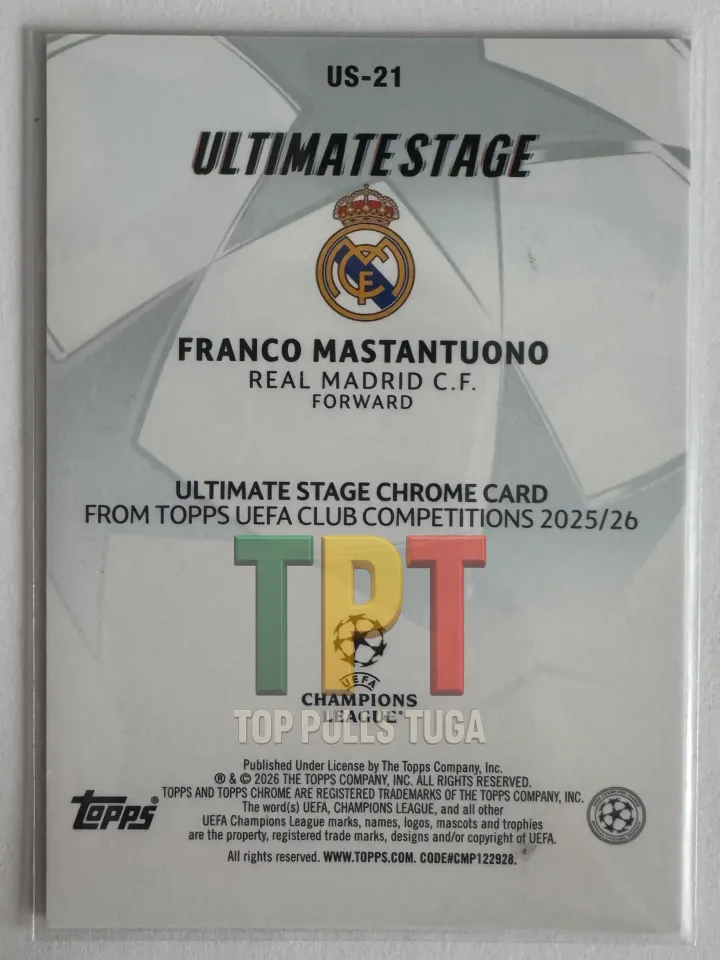 US-21
ULTIMATE STAGE
FRANCO MASTANTUONO
REAL MADRID C.F.
FORWARD
ULTIMATE STAGE CHROME CARD
FROM TOPPS UEFA CLUB COMPETITIONS 2025/26
TPT
UEFA
CHAMPIONS
LEAGUE®
TOP PULLS TUGA
Published Under License by The Topps Company, Inc.
® & © 2026 THE TOPPS COMPANY, INC. ALL RIGHTS RESERVED.
TOPPS AND TOPPS CHROME ARE REGISTERED TRADEMARKS OF THE TOPPS COMPANY, INC.
The word(s) UEFA, CHAMPIONS LEAGUE, and all other
UEFA Champions League marks, names, logos, mascots and trophies
are the property, registered trade marks, designs and/or copyright of UEFA.
All rights reserved. WWW.TOPPS.COM. CODE#CMP122928.
topps®